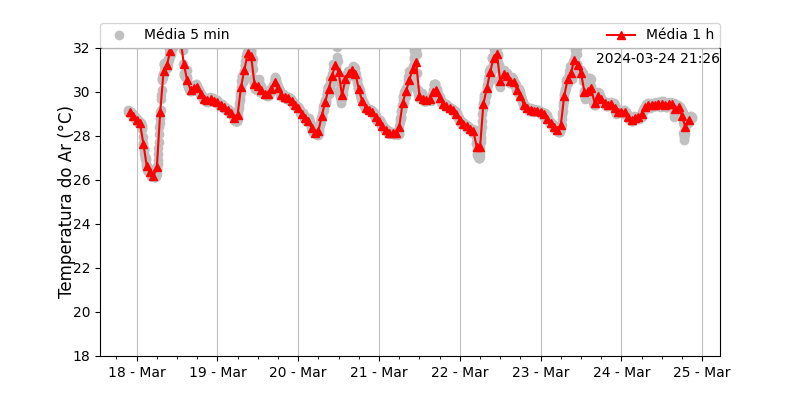 Média 5 min
Média 1 h
2024-03-24 21:26
Temperatura do Ar (°C)
32
30
28
26
24
22
20
18
18 - Mar
19 - Mar
20 - Mar
21 - Mar
22 - Mar
23 - Mar
24 - Mar
25 - Mar